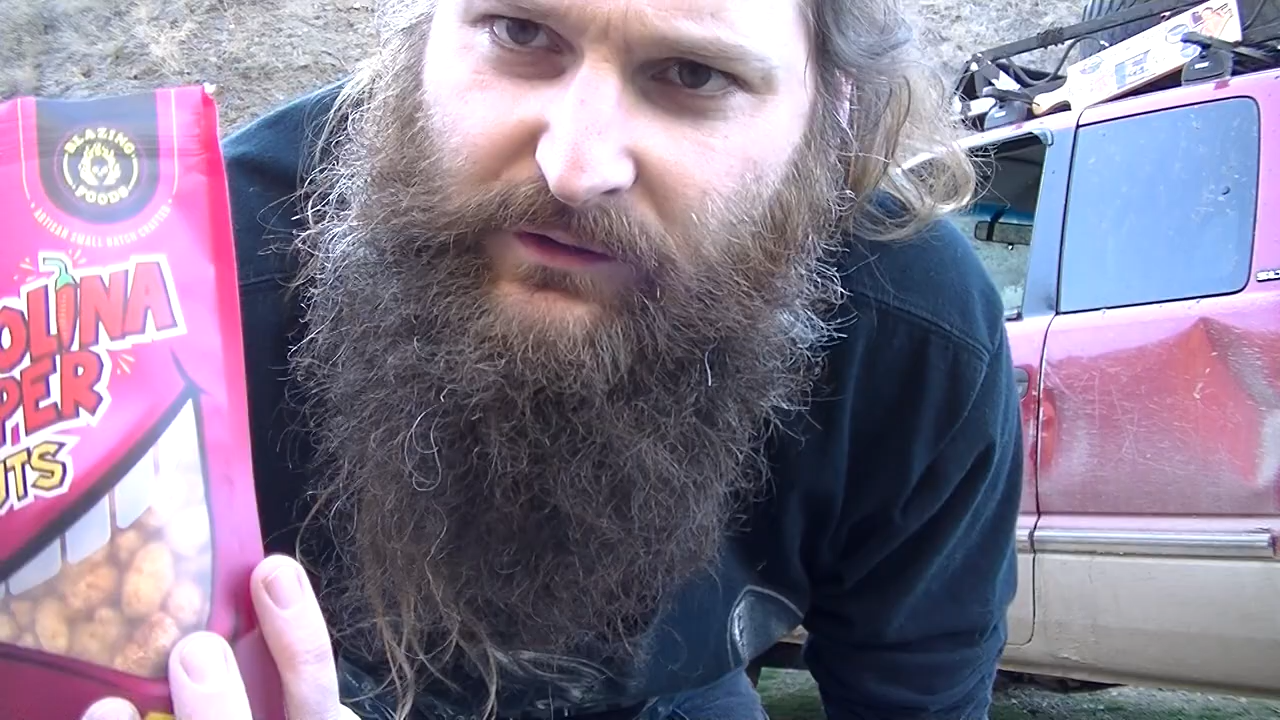 BLAZING
FOODS
ARTISAN SMALL BATCH CRAFTED
OLINA
PER
UTS